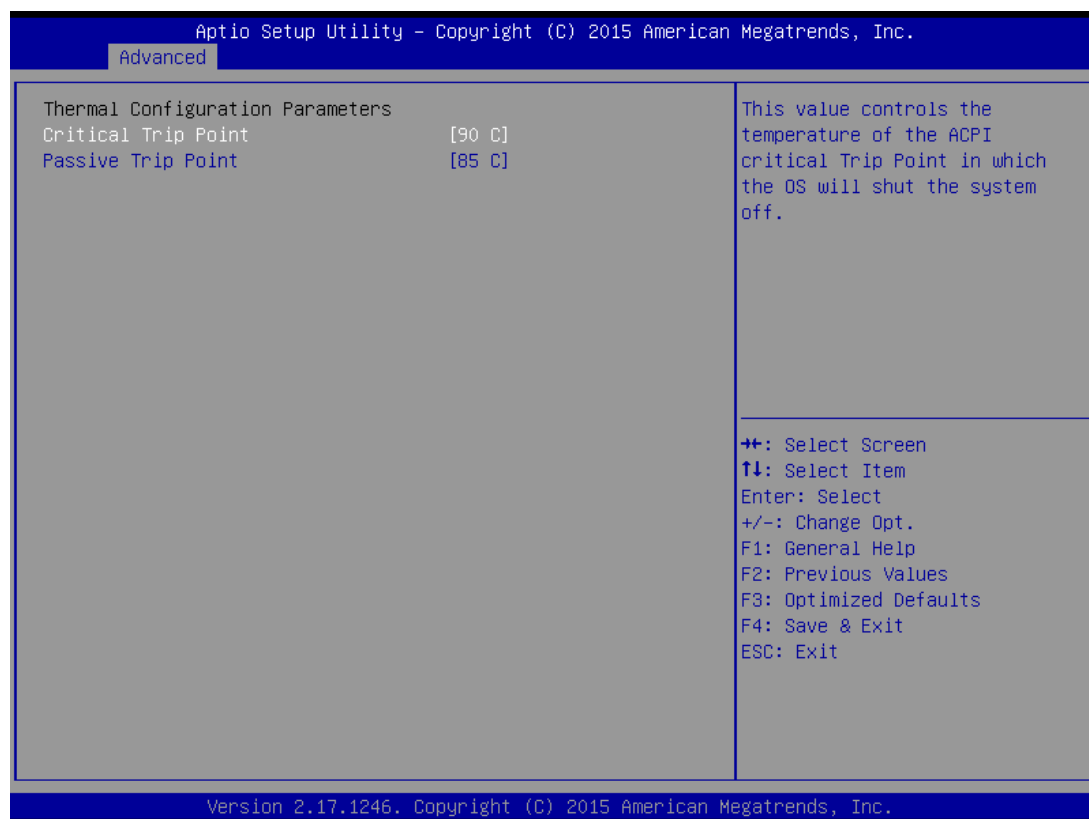 Aptio Setup Utility – Copyright (C) 2015 American Megatrends, Inc.
Advanced
Thermal Configuration Parameters
Critical Trip Point [90 C]
Passive Trip Point [85 C]
This value controls the
temperature of the ACPI
critical Trip Point in which
the OS will shut the system
off.
→←: Select Screen
↑↓: Select Item
Enter: Select
+/-: Change Opt.
F1: General Help
F2: Previous Values
F3: Optimized Defaults
F4: Save & Exit
ESC: Exit
Version 2.17.1246. Copyright (C) 2015 American Megatrends, Inc.